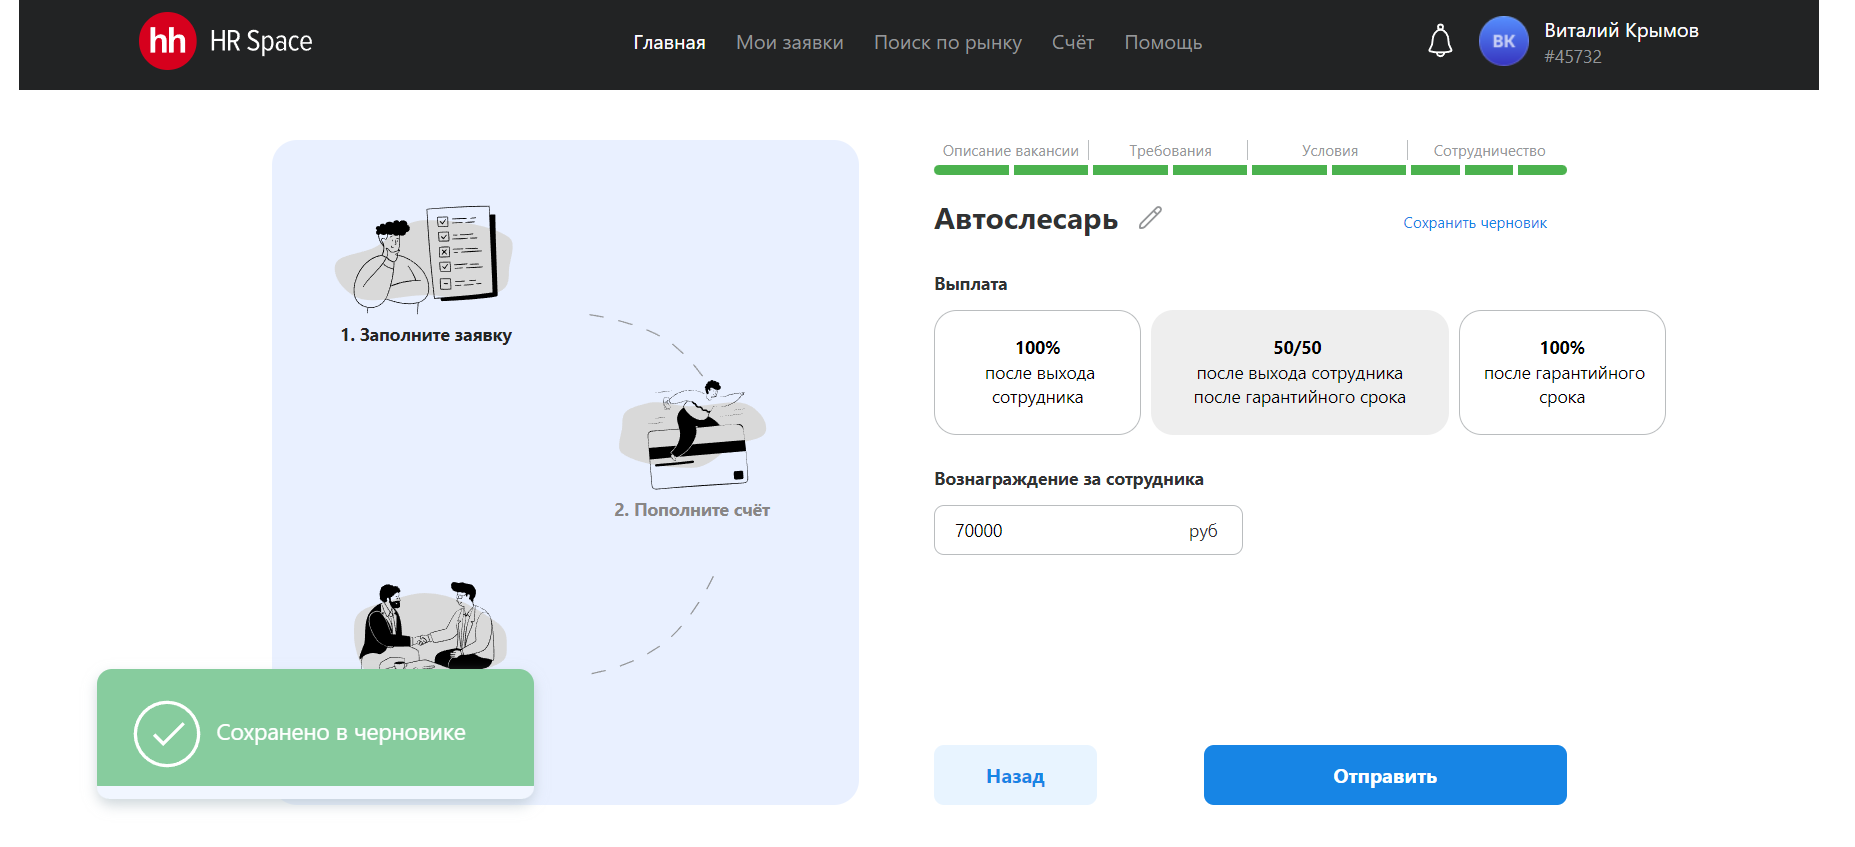 hh HR Space
Главная Мои заявки Поиск по рынку Счёт Помощь
ВК
Виталий Крымов
#45732
1. Заполните заявку
2. Пополните счёт
Сохранено в черновике
Описание вакансии Требования Условия Сотрудничество
Автослесарь
Сохранить черновик
Выплата
100%
после выхода
сотрудника
50/50
после выхода сотрудника
после гарантийного срока
100%
после гарантийного
срока
Вознаграждение за сотрудника
70000 руб
Назад
Отправить